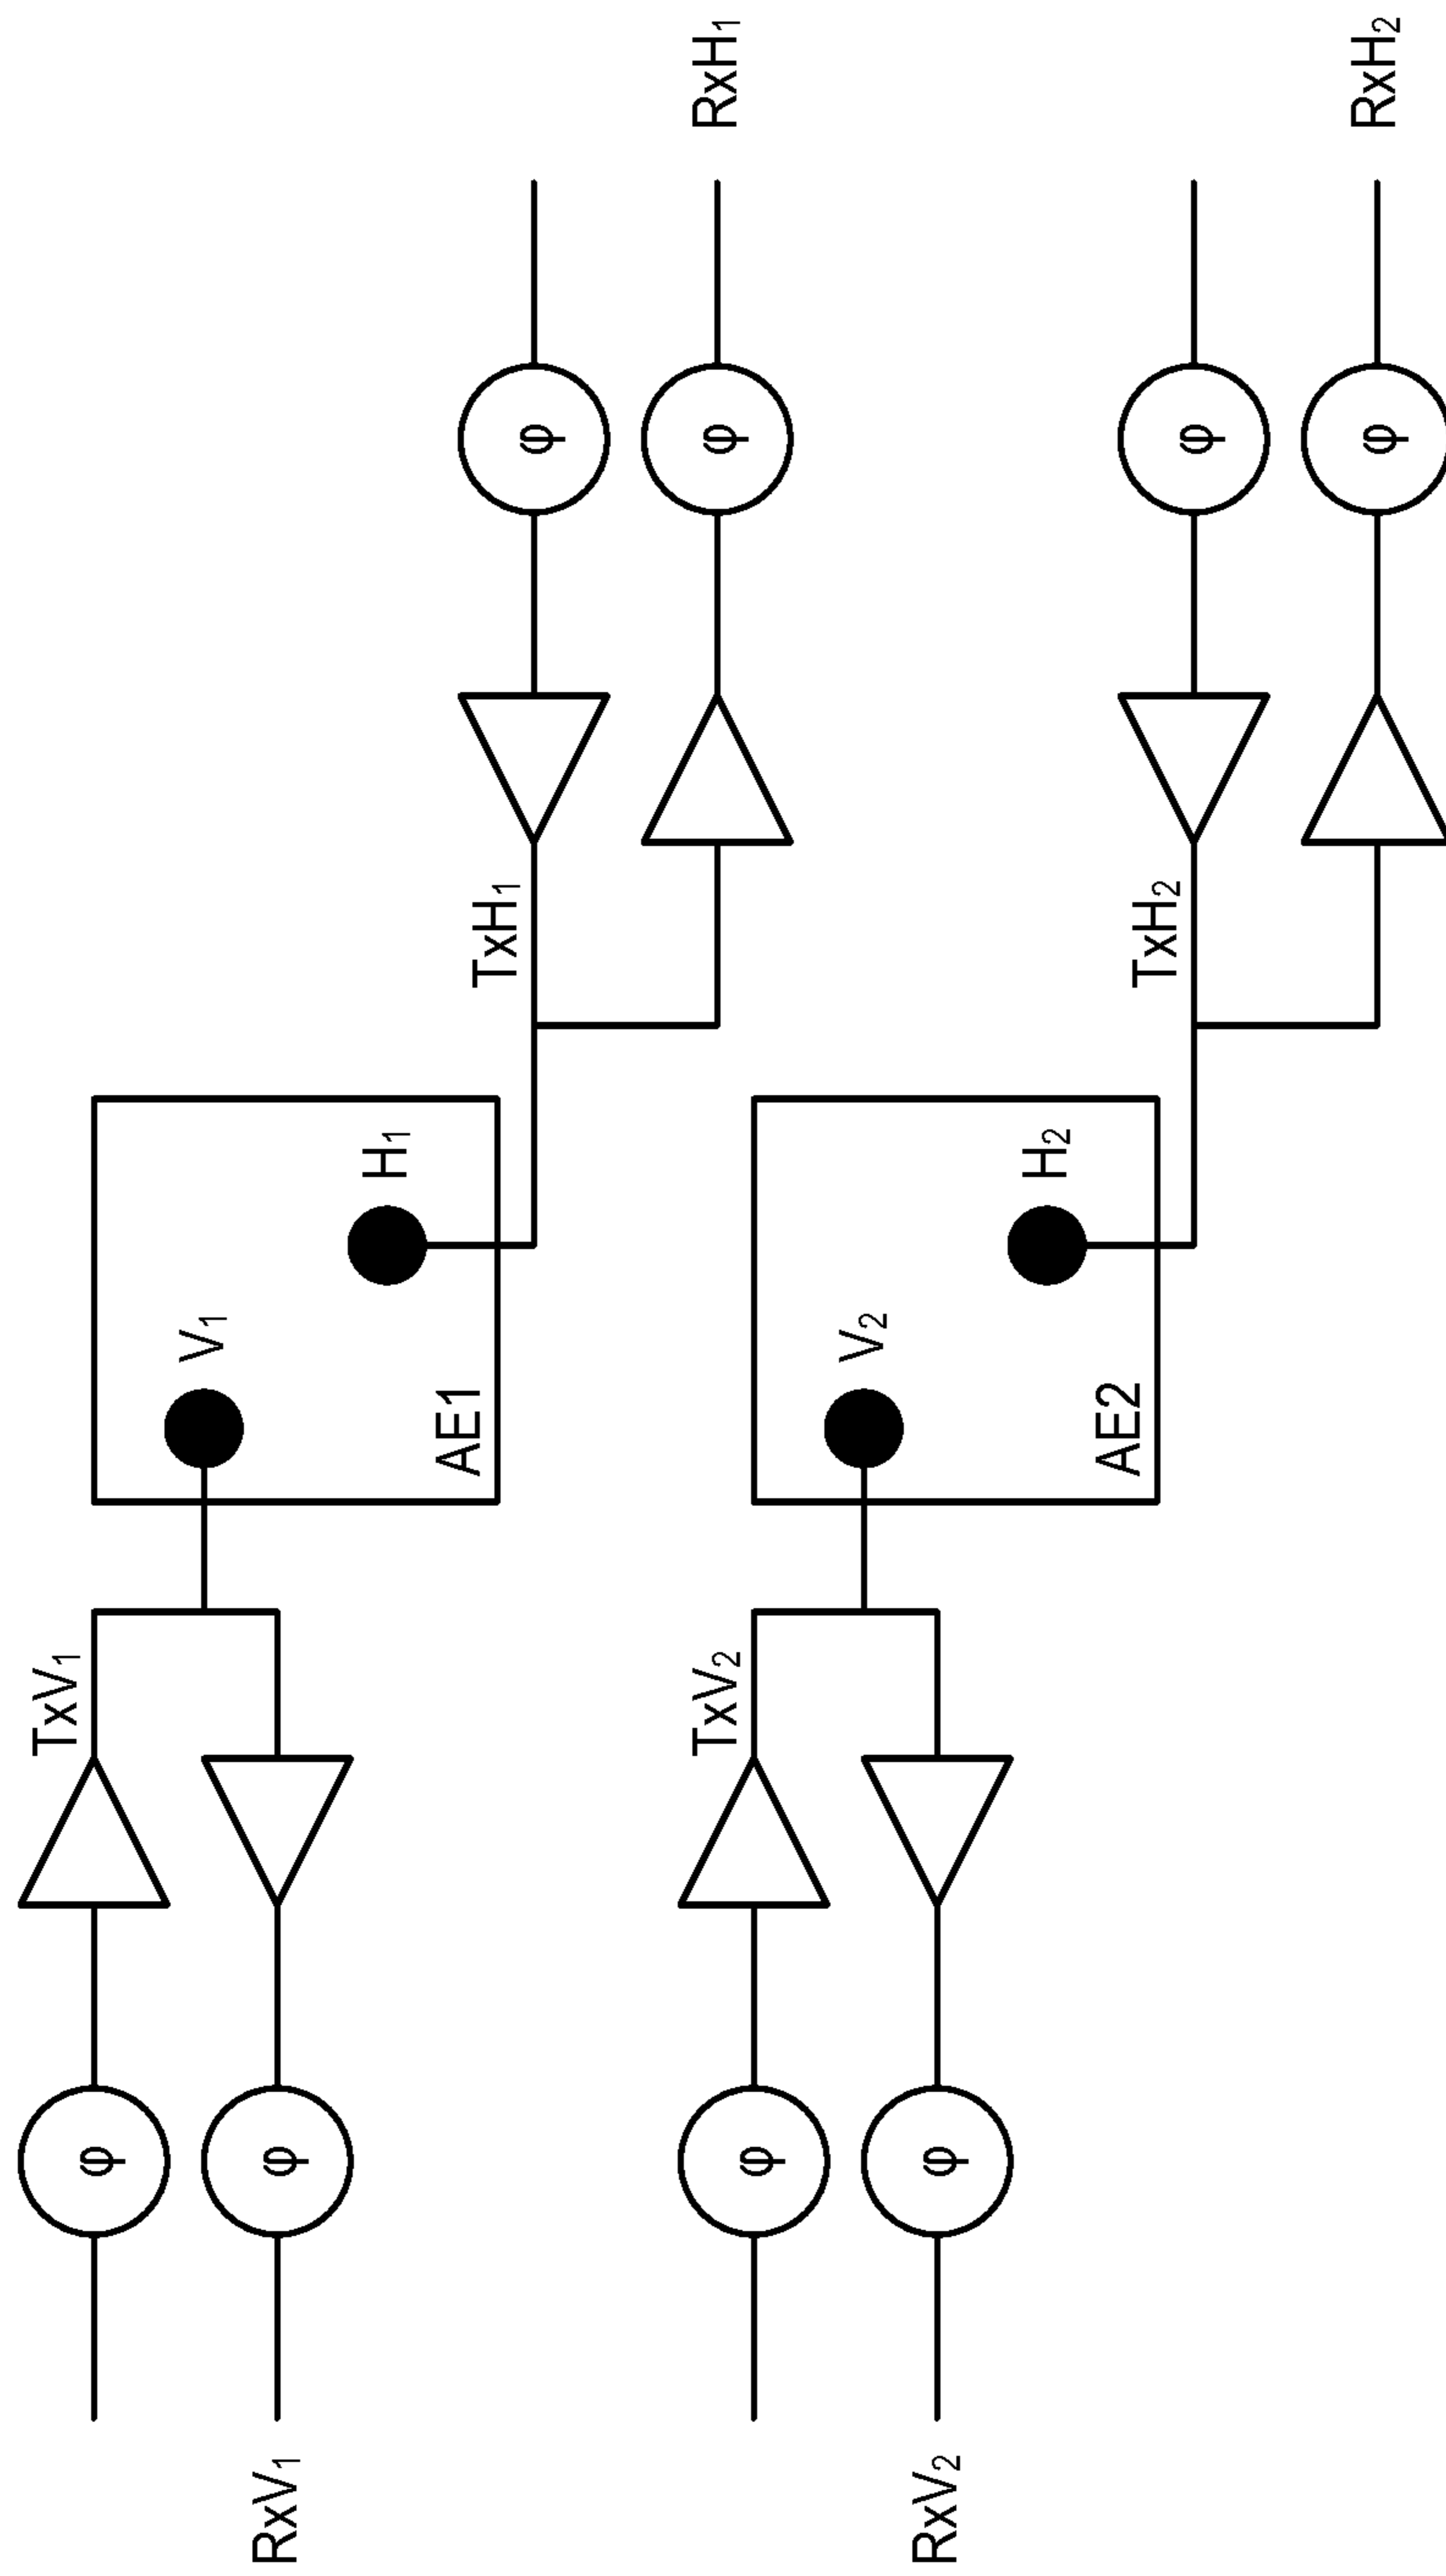 TxV₁
φ
V₁
RxV₁
φ
H₁
AE1
TxH₁
φ
φ
RxH₁
TxV₂
φ
V₂
RxV₂
φ
H₂
AE2
TxH₂
φ
φ
RxH₂